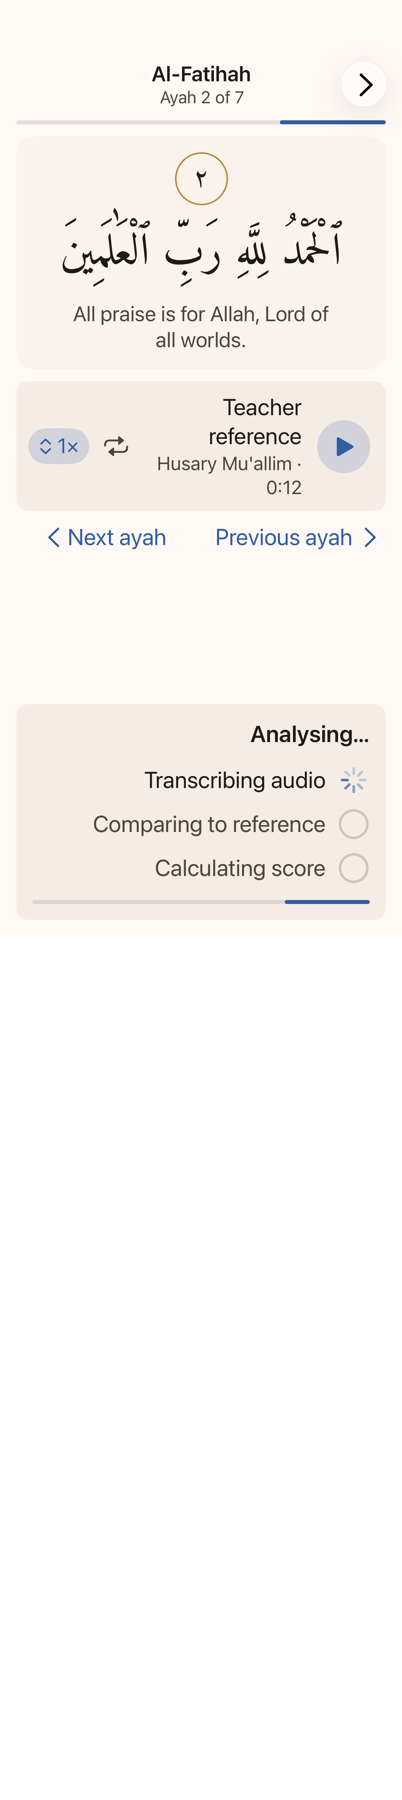 Al-Fatihah
Ayah 2 of 7
٢
ٱلْحَمْدُ لِلَّهِ رَبِّ ٱلْعَٰلَمِينَ
All praise is for Allah, Lord of
all worlds.
Teacher
reference
Husary Mu'allim ·
0:12
1×
Previous ayah
Next ayah
Analysing...
Transcribing audio
Comparing to reference
Calculating score